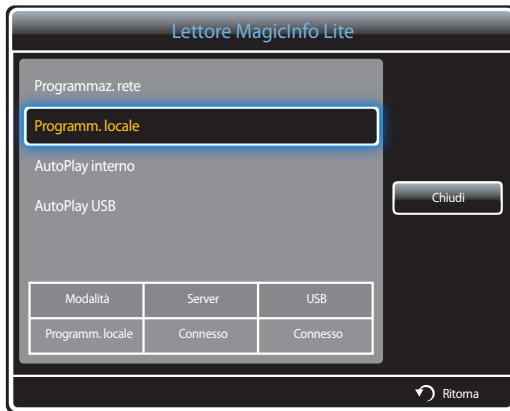 Lettore MagicInfo Lite
Programmaz. rete
Programm. locale
AutoPlay interno
AutoPlay USB
Chiudi
Modalità Server USB
Programm. locale Connesso Connesso
Ritorna